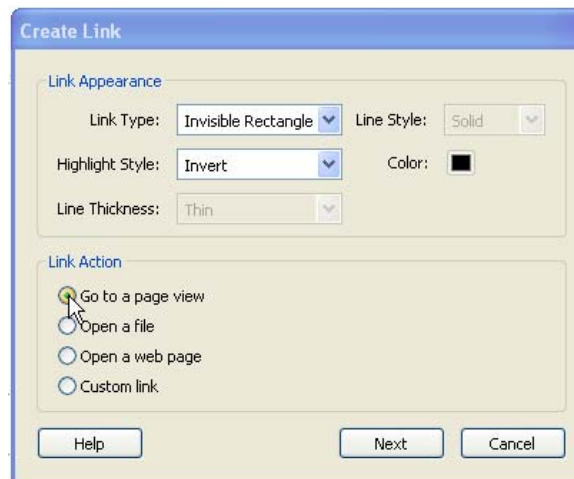 Create Link
Link Appearance
Link Type: Invisible Rectangle Line Style: Solid
Highlight Style: Invert Color:
Line Thickness: Thin
Link Action
Go to a page view
Open a file
Open a web page
Custom link
Help Next Cancel